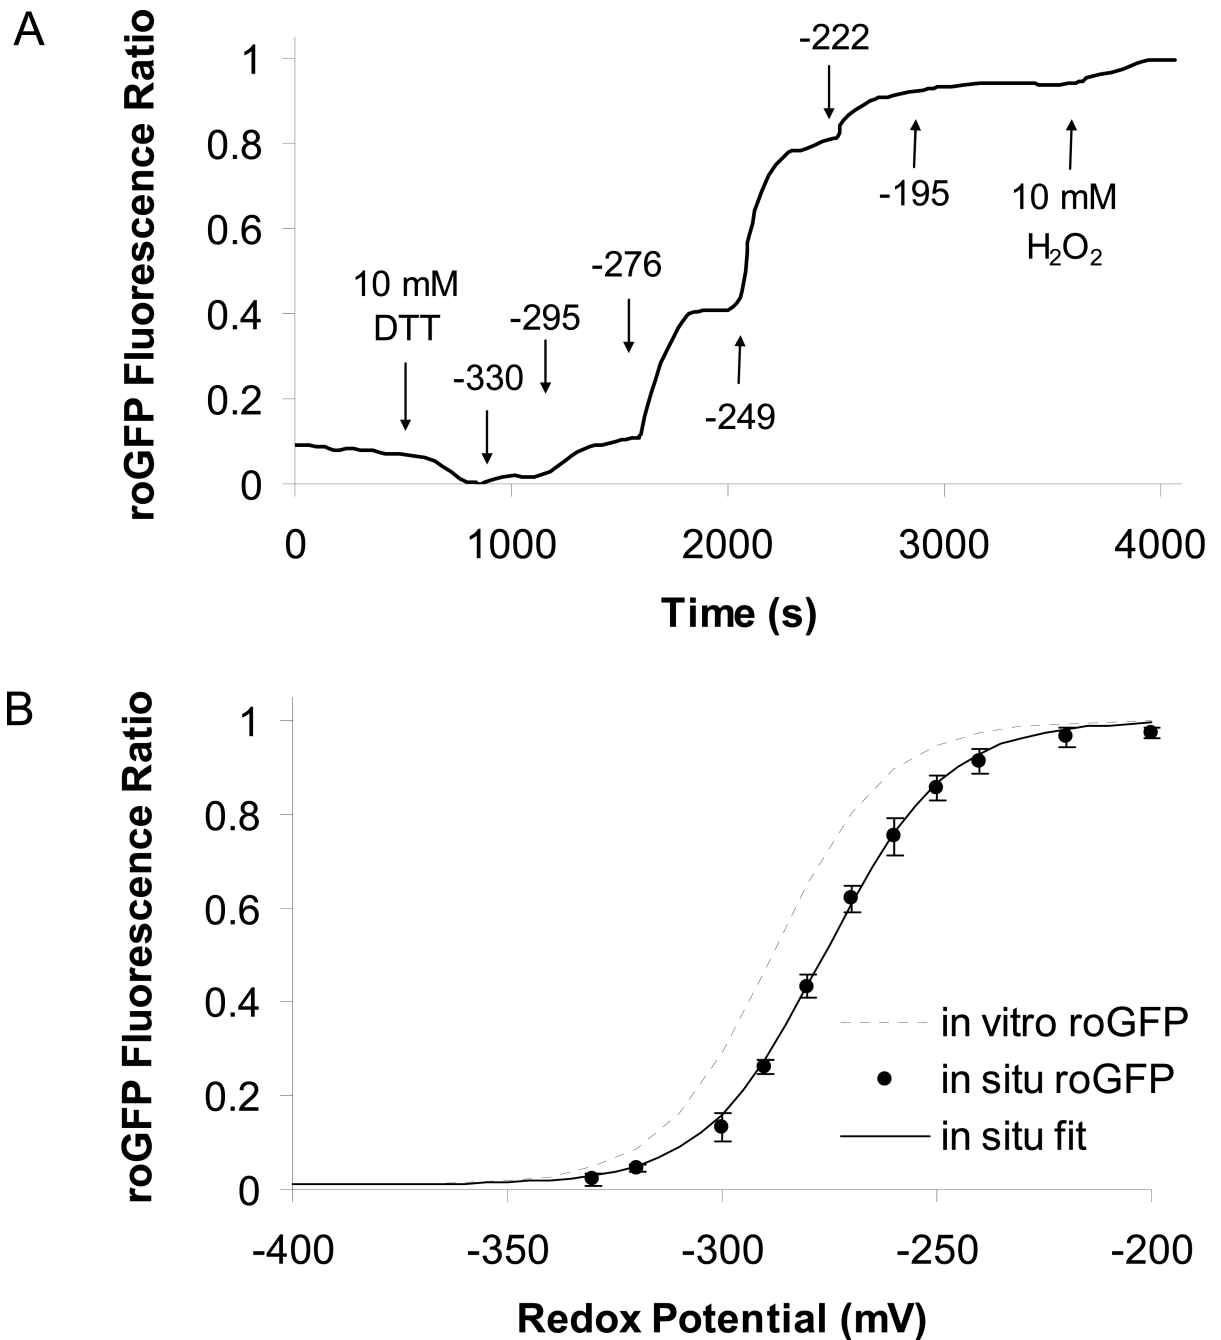 A
roGFP Fluorescence Ratio
1
0.8
0.6
0.4
0.2
0
10 mM
DTT
-330
-295
-276
-249
-222
-195
10 mM
H₂O₂
0 1000 2000 3000 4000
Time (s)
B
roGFP Fluorescence Ratio
1
0.8
0.6
0.4
0.2
0
in vitro roGFP
in situ roGFP
in situ fit
-400 -350 -300 -250 -200
Redox Potential (mV)